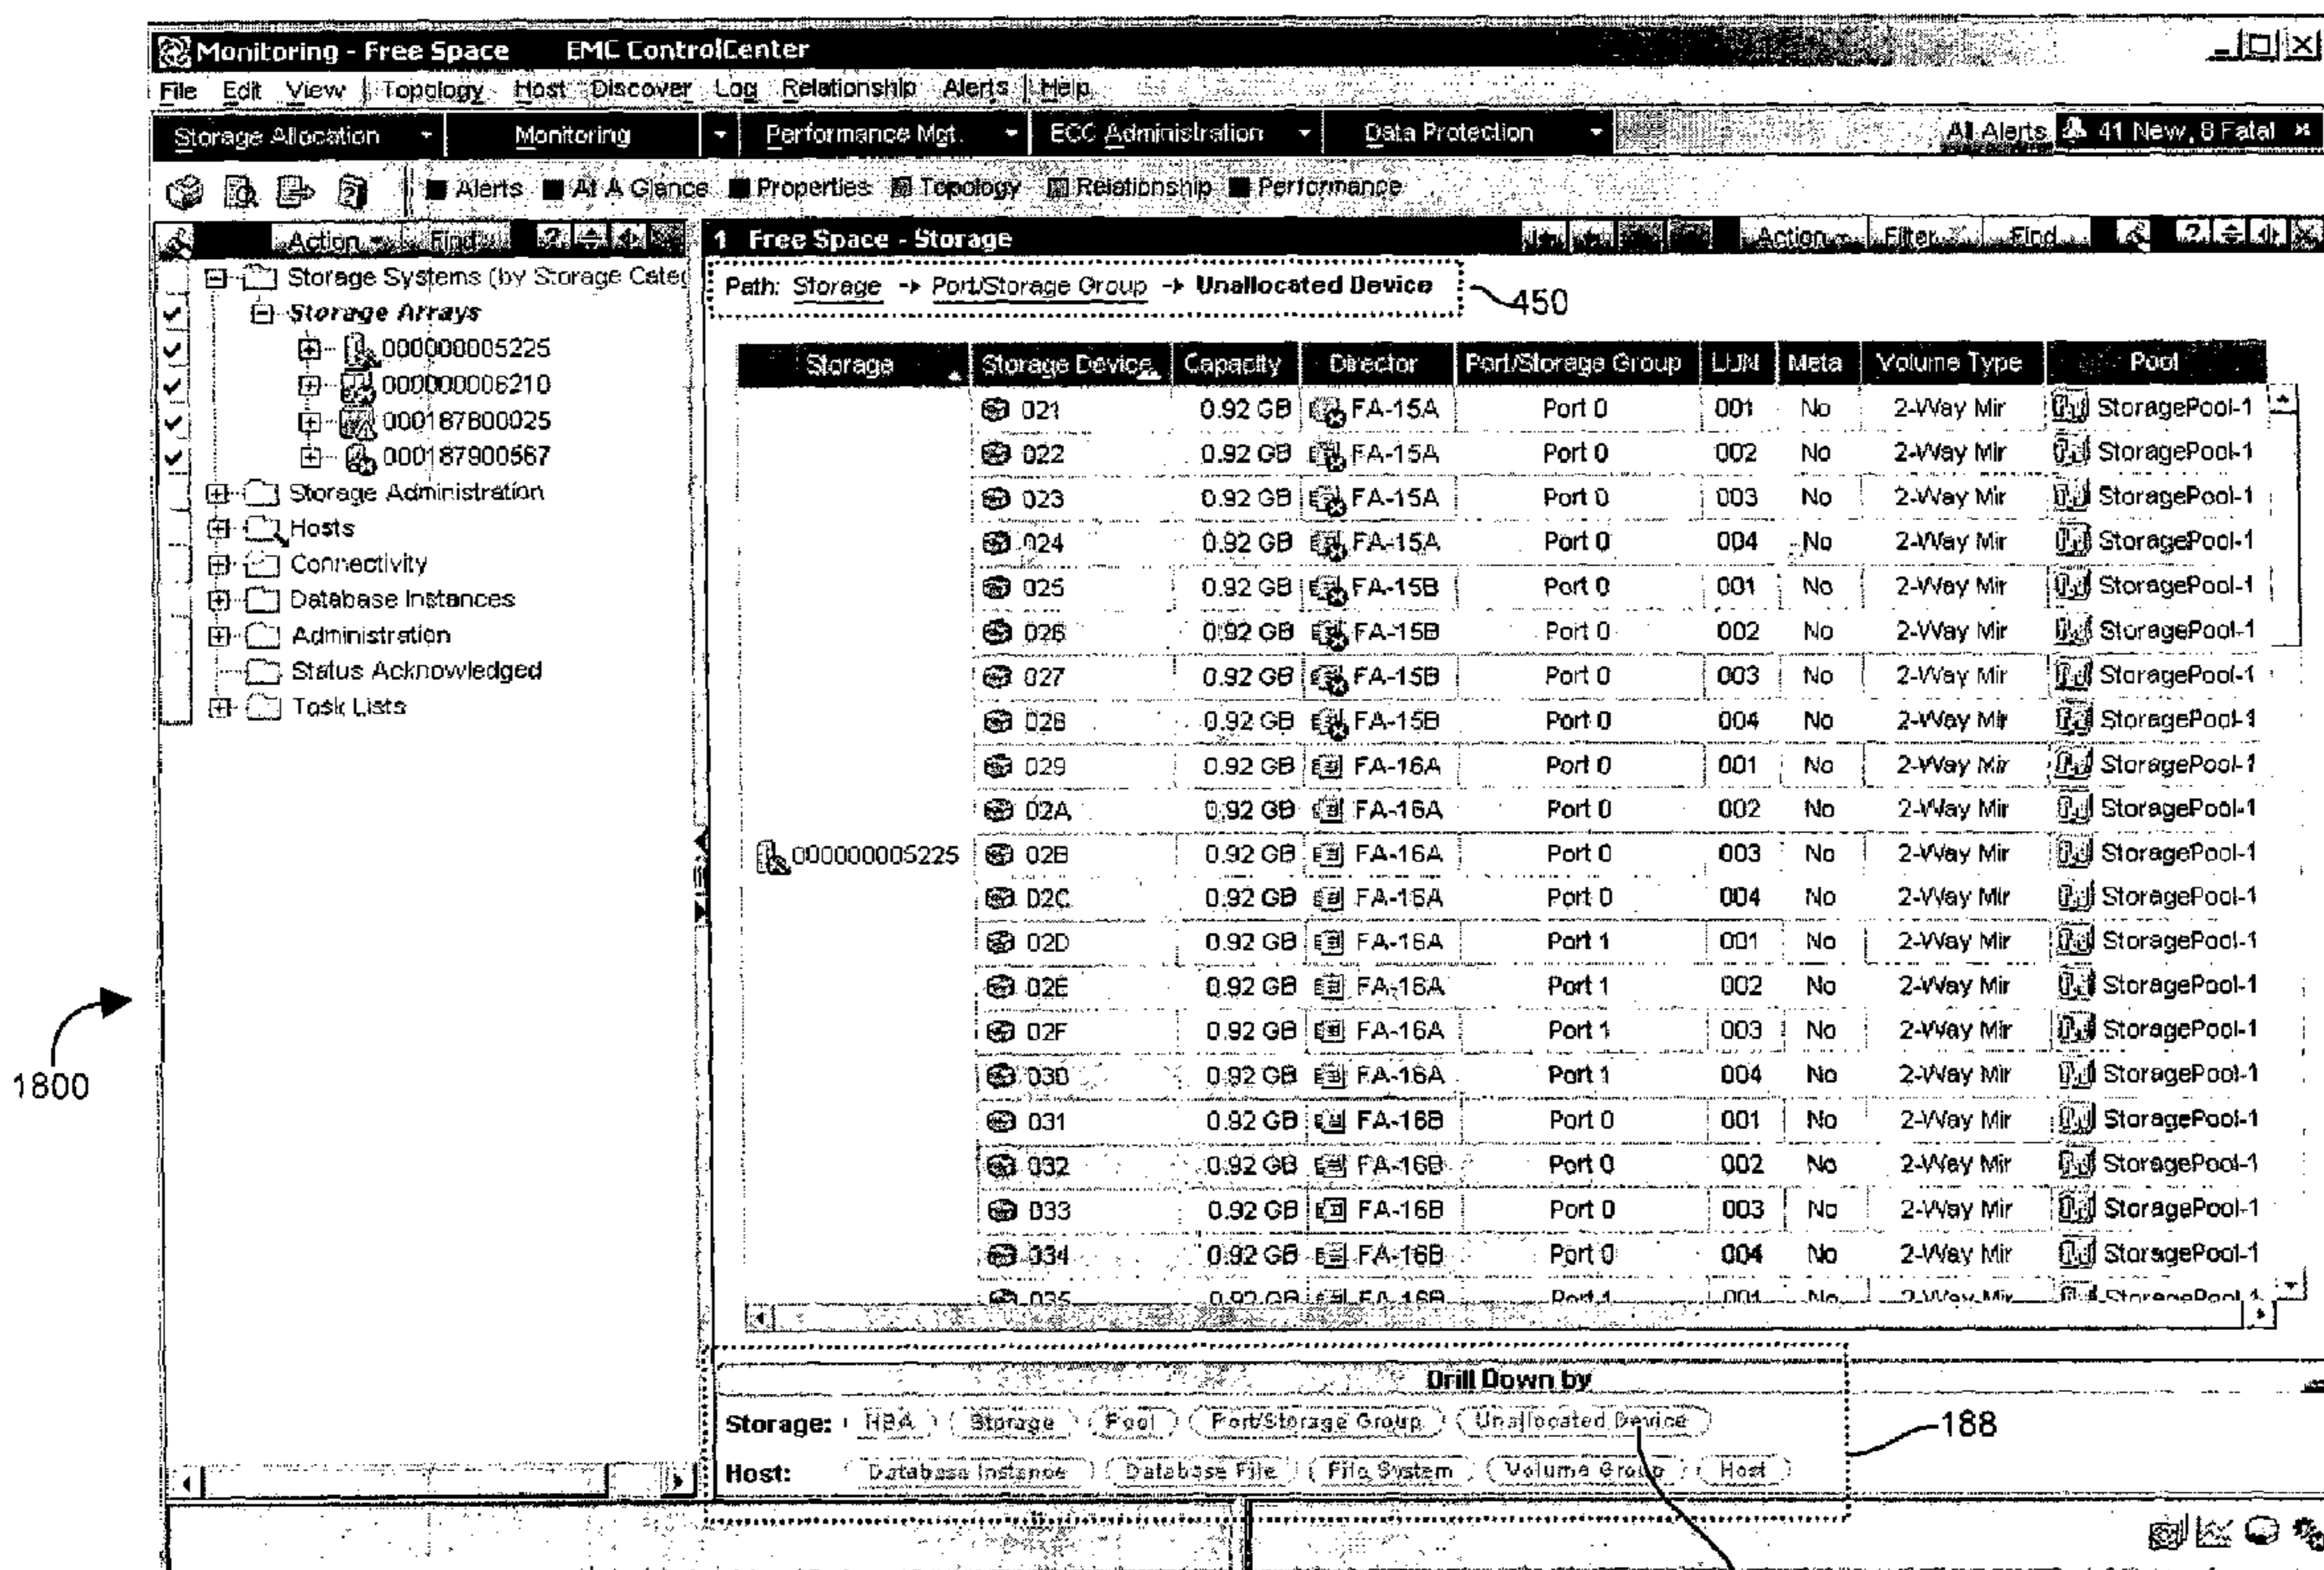 Monitoring - Free Space EMC ControlCenter
File Edit View Topology Host Discover Log Relationship Alerts Help
Storage Allocation Monitoring Performance Mgt. ECC Administration Data Protection All Alerts 41 New, 8 Fatal
Alerts At A Glance Properties Topology Relationship Performance
Action Find
1 Free Space - Storage Action Filter Find
Storage Systems (by Storage Categ
Storage Arrays
000000005225
000000006210
000187800025
000187900567
Storage Administration
Hosts
Connectivity
Database Instances
Administration
Status Acknowledged
Task Lists
Path: Storage → Port/Storage Group → Unallocated Device
450
Storage Storage Device Capacity Director Port/Storage Group LUN Meta Volume Type Pool
021 0.92 GB FA-15A Port 0 001 No 2-Way Mir StoragePool-1
022 0.92 GB FA-15A Port 0 002 No 2-Way Mir StoragePool-1
023 0.92 GB FA-15A Port 0 003 No 2-Way Mir StoragePool-1
024 0.92 GB FA-15A Port 0 004 No 2-Way Mir StoragePool-1
025 0.92 GB FA-15B Port 0 001 No 2-Way Mir StoragePool-1
026 0.92 GB FA-15B Port 0 002 No 2-Way Mir StoragePool-1
027 0.92 GB FA-15B Port 0 003 No 2-Way Mir StoragePool-1
028 0.92 GB FA-15B Port 0 004 No 2-Way Mir StoragePool-1
029 0.92 GB FA-16A Port 0 001 No 2-Way Mir StoragePool-1
02A 0.92 GB FA-16A Port 0 002 No 2-Way Mir StoragePool-1
000000005225 02B 0.92 GB FA-16A Port 0 003 No 2-Way Mir StoragePool-1
02C 0.92 GB FA-16A Port 0 004 No 2-Way Mir StoragePool-1
02D 0.92 GB FA-16A Port 1 001 No 2-Way Mir StoragePool-1
02E 0.92 GB FA-16A Port 1 002 No 2-Way Mir StoragePool-1
02F 0.92 GB FA-16A Port 1 003 No 2-Way Mir StoragePool-1
030 0.92 GB FA-16A Port 1 004 No 2-Way Mir StoragePool-1
031 0.92 GB FA-16B Port 0 001 No 2-Way Mir StoragePool-1
032 0.92 GB FA-16B Port 0 002 No 2-Way Mir StoragePool-1
033 0.92 GB FA-16B Port 0 003 No 2-Way Mir StoragePool-1
034 0.92 GB FA-16B Port 0 004 No 2-Way Mir StoragePool-1
035 0.92 GB FA-16B Port 1 001 No 2-Way Mir StoragePool-1
1800
Drill Down by
Storage: HBA Storage Pool Port/Storage Group Unallocated Device
188
Host: Database Instance Database File File System Volume Group Host